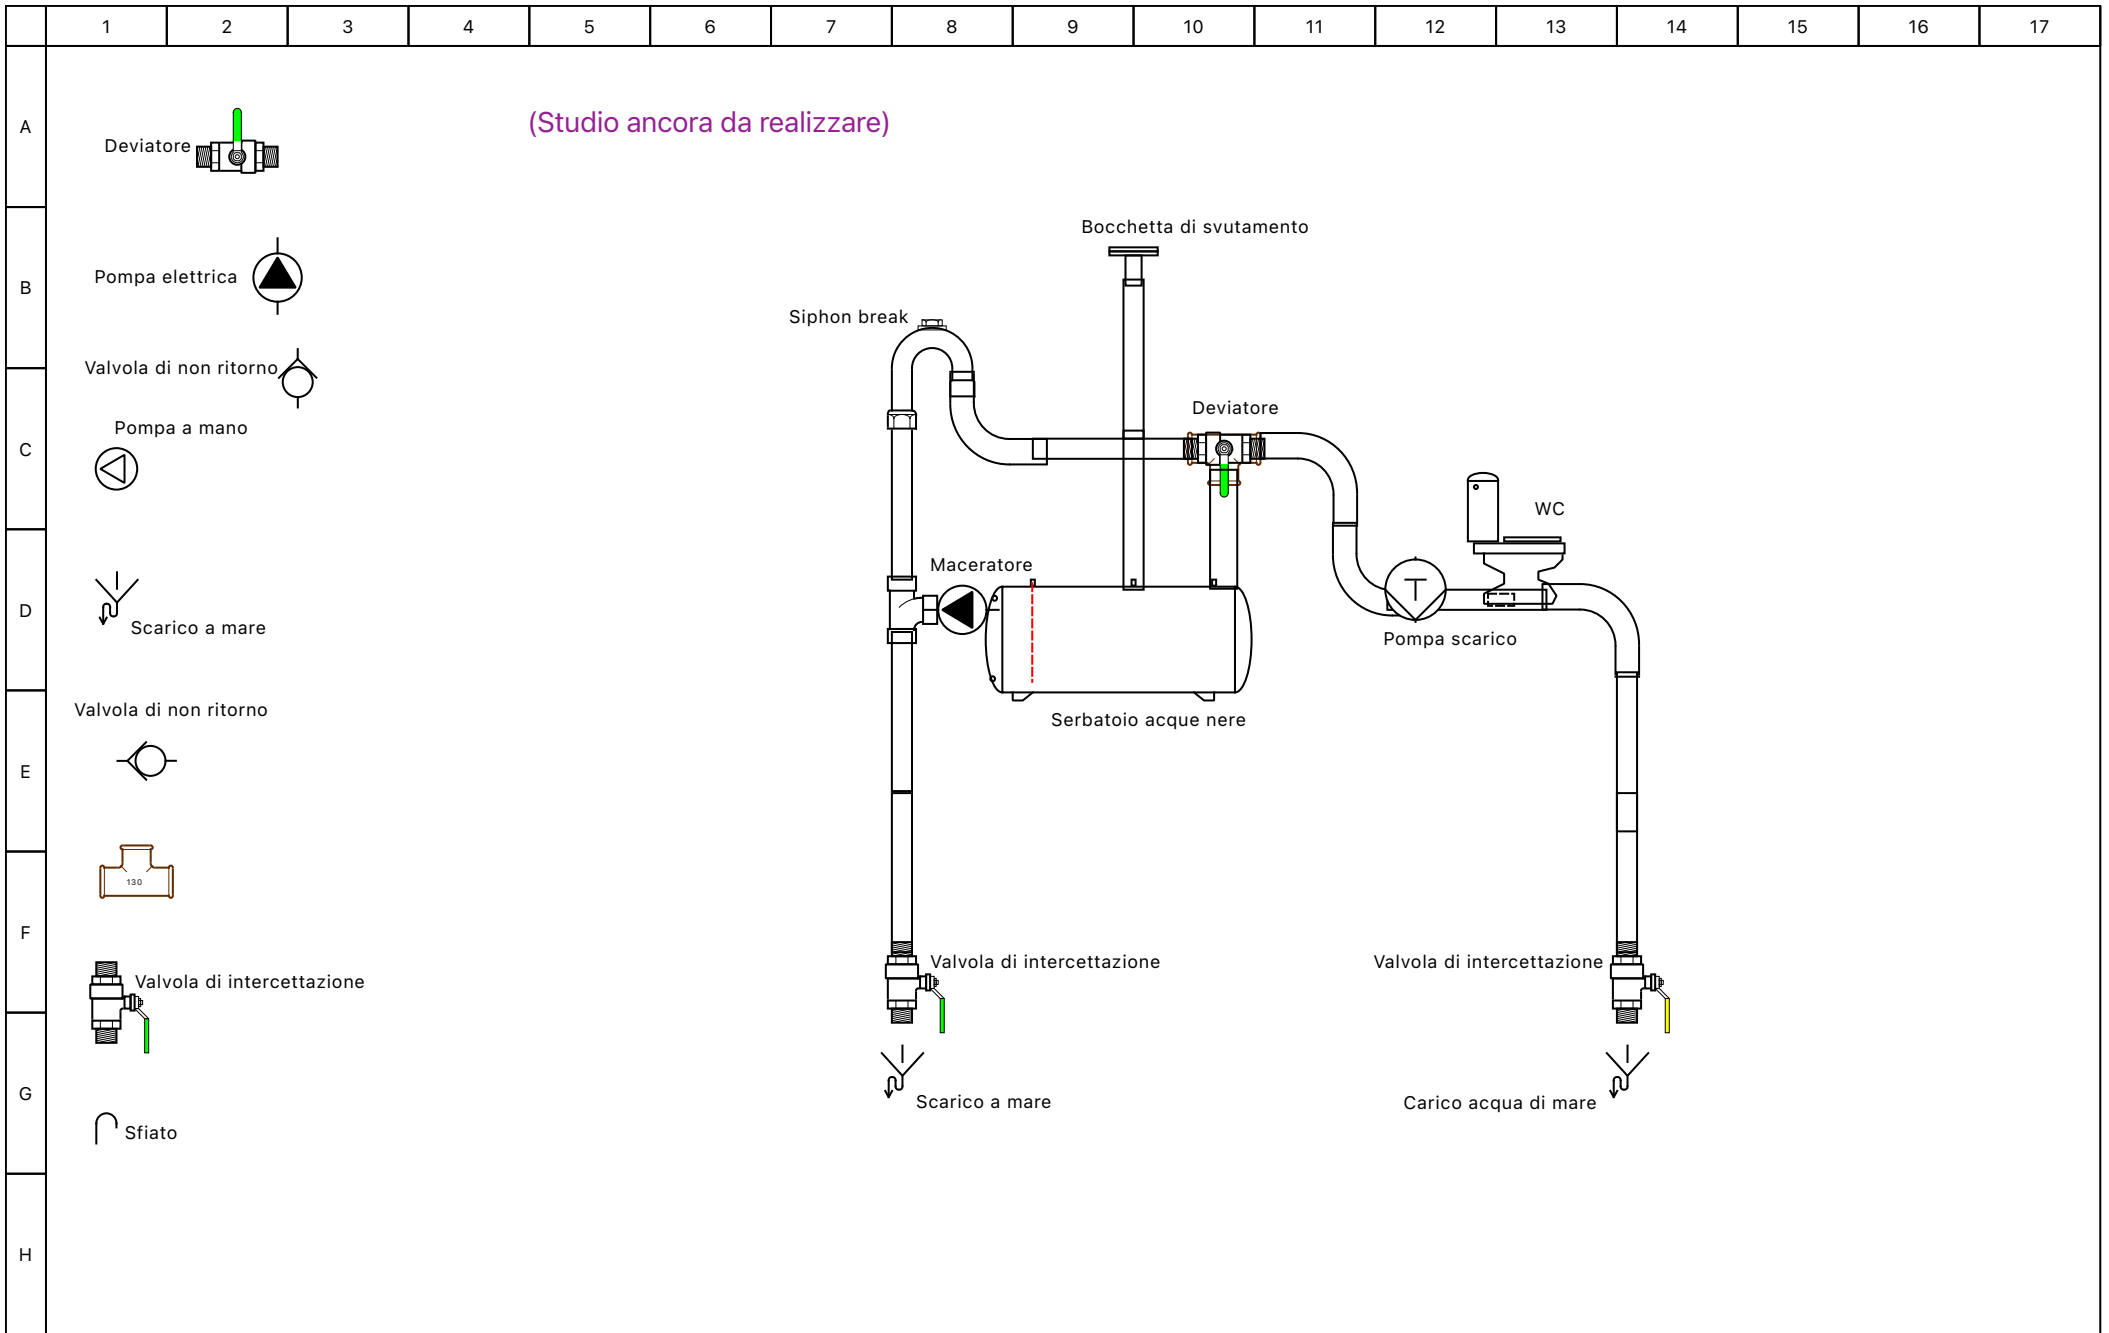 1 2 3 4 5 6 7 8 9 10 11 12 13 14 15 16 17
A
(Studio ancora da realizzare)
Deviatore
Bocchetta di svutamento
B
Pompa elettrica
Siphon break
Valvola di non ritorno
Deviatore
Pompa a mano
C
WC
Maceratore
T
D
Scarico a mare
Pompa scarico
Valvola di non ritorno
Serbatoio acque nere
E
130
F
Valvola di intercettazione
Valvola di intercettazione
Valvola di intercettazione
G
Scarico a mare
Carico acqua di mare
Sfiato
H